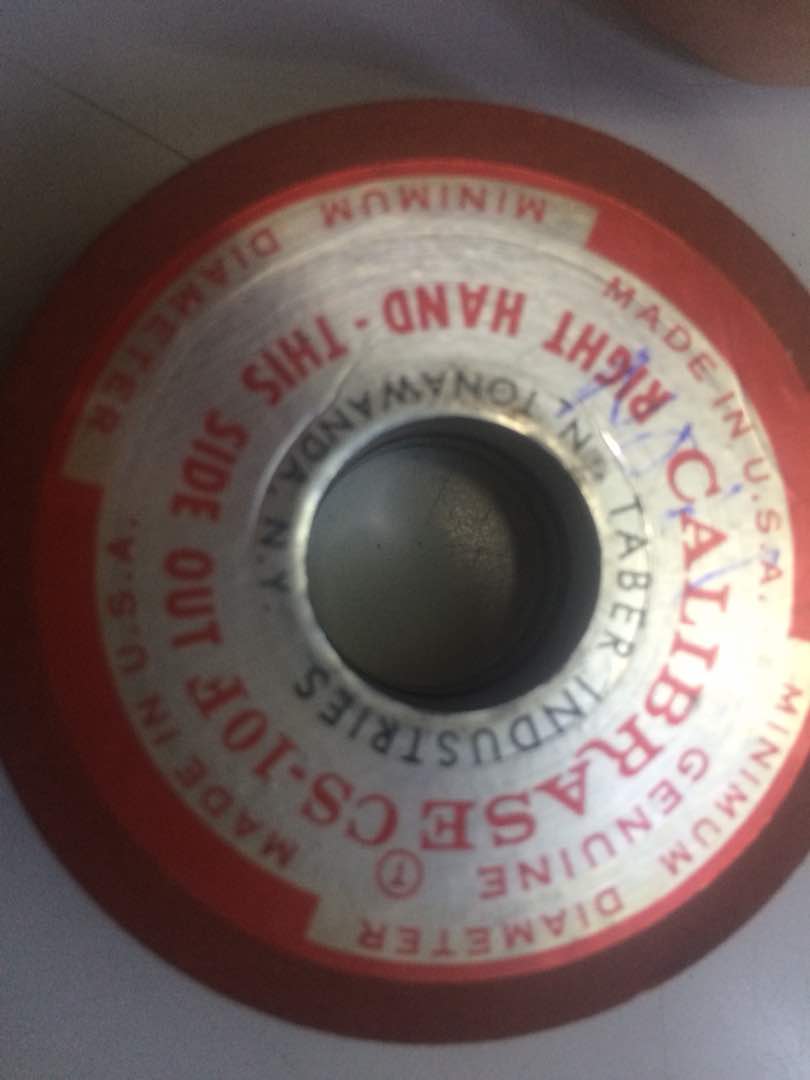 GENUINE Ⓣ
CALIBRASE CS-10F
RIGHT HAND - THIS SIDE OUT
TABER INDUSTRIES
TONAWANDA, N.Y.
MADE IN U.S.A.
MINIMUM DIAMETER
MADE IN U.S.A.
MINIMUM DIAMETER